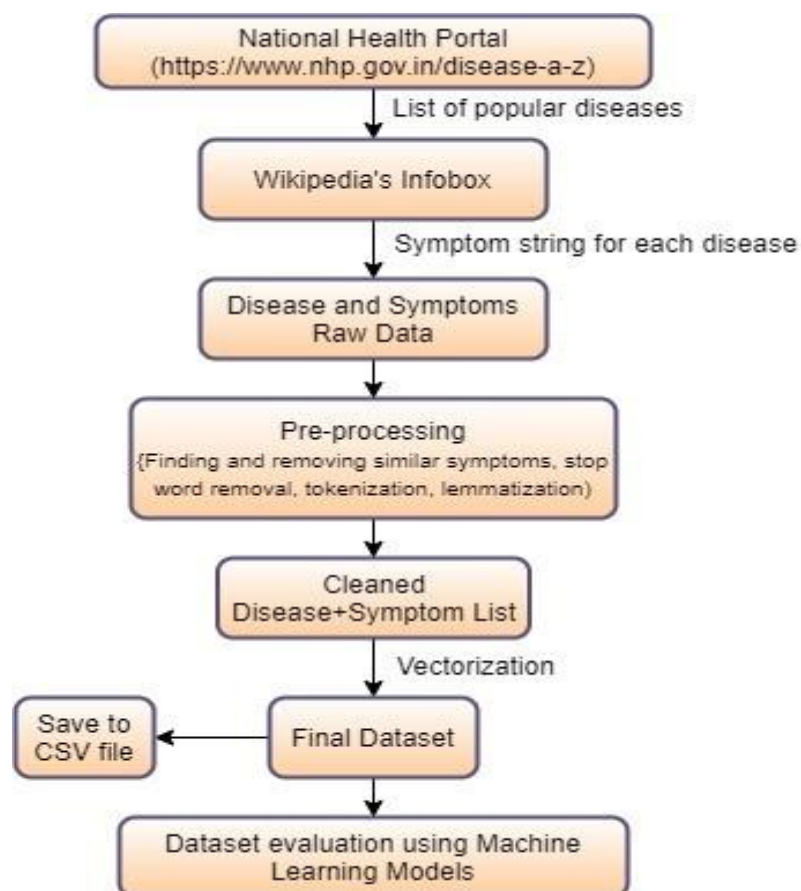 National Health Portal
(https://www.nhp.gov.in/disease-a-z)
List of popular diseases
Wikipedia's Infobox
Symptom string for each disease
Disease and Symptoms
Raw Data
Pre-processing
{Finding and removing similar symptoms, stop
word removal, tokenization, lemmatization)
Cleaned
Disease+Symptom List
Vectorization
Save to
CSV file
Final Dataset
Dataset evaluation using Machine
Learning Models